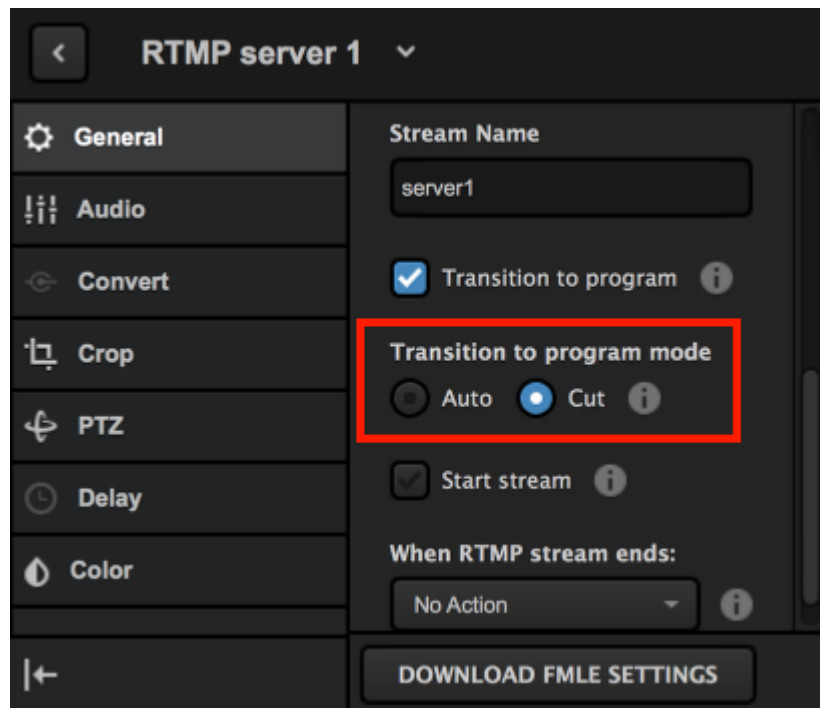 RTMP server 1
General
Audio
Convert
Crop
PTZ
Delay
Color
Stream Name
server1
Transition to program
Transition to program mode
Auto Cut
Start stream
When RTMP stream ends:
No Action
DOWNLOAD FMLE SETTINGS